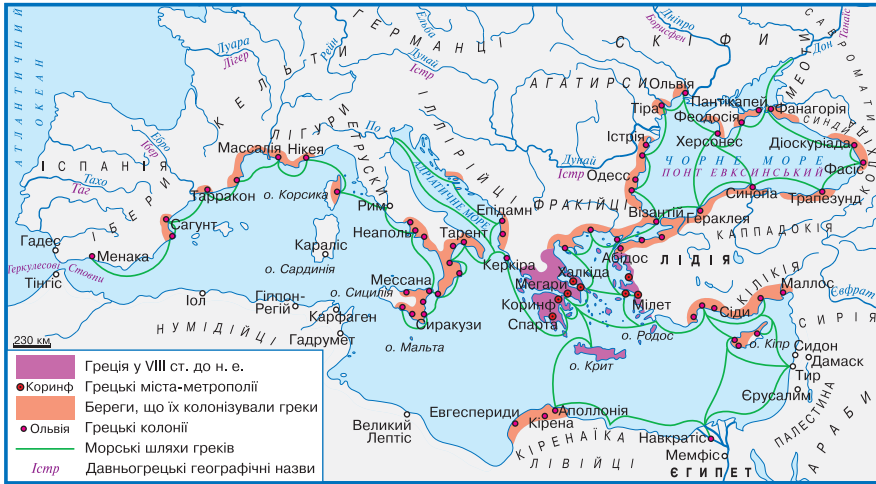 АТЛАНТИЧНИЙ
ОКЕАН
Луара
Лігер
Рейн
Ельба
Дунай
Істр
Дніпро
Борисфен
Дон
Танаїс
КЕЛЬТИ
ГЕРМАНЦІ
СКІФИ
САВРОМАТИ
МЕОТИ
АГАТИРСИ
Ольвія
Тіра
Пантікапей
Феодосія
Фанагорія
СИНДИ
Херсонес
Істрія
Діоскуріада
КОЛХІДА
ЧОРНЕ МОРЕ
ПОНТ ЕВКСИНСЬКИЙ
Фасіс
Одесс
Дунай
Істр
Синопа
Трапезунд
Гераклея
Візантій
ФРАКІЙЦІ
КАППАДОКІЯ
ЛІДІЯ
Абідос
ІЛЛІРІЙЦІ
ЛІГУРИ
ЕТРУСКИ
По
АДРІАТИЧНЕ МОРЕ
Массалія
Нікея
Ебро
Ібер
ІСПАНІЯ
Тахо
Таг
ІБЕРИ
Тарракон
Сагунт
Гадес
Менака
Геркулесові
Стовпи
Тінгіс
о. Корсика
Рим
Неаполь
Тарент
Епідамн
Керкіра
Караліс
о. Сардинія
Мессана
о. Сицилія
Сиракузи
о. Мальта
Халкіда
Мегари
Коринф
Спарта
Мілет
о. Родос
о. Крит
КІЛІКІЯ
Маллос
Сіди
о. Кіпр
Євфрат
СИРІЯ
Сидон
Дамаск
Тир
Єрусалим
ПАЛЕСТИНА
АРАБИ
Іол
Гіппон-
Регій
Карфаген
Гадрумет
НУМІДІЙЦІ
Великий
Лептіс
Евгеспериди
Аполлонія
Кірена
КІРЕНАЇКА
ЛІВІЙЦІ
Навкратіс
Мемфіс
ЄГИПЕТ
230 км
Греція у VIII ст. до н. е.
Коринф
Грецькі міста-метрополії
Береги, що їх колонізували греки
Ольвія
Грецькі колонії
Морські шляхи греків
Істр
Давньогрецькі географічні назви